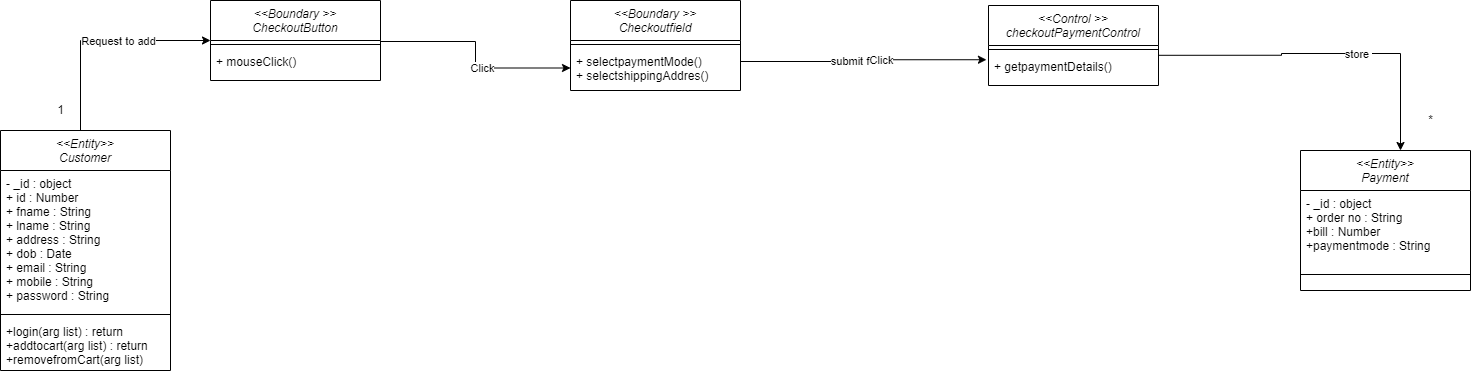 <<Boundary >>
CheckoutButton
+ mouseClick()
<<Boundary >>
Checkoutfield
+ selectpaymentMode()
+ selectshippingAddres()
<<Control >>
checkoutPaymentControl
+ getpaymentDetails()
Request to add
Click
submit fClick
store
1
*
<<Entity>>
Customer
- _id : object
+ id : Number
+ fname : String
+ lname : String
+ address : String
+ dob : Date
+ email : String
+ mobile : String
+ password : String
+login(arg list) : return
+addtocart(arg list) : return
+removefromCart(arg list)
<<Entity>>
Payment
- _id : object
+ order no : String
+bill : Number
+paymentmode : String